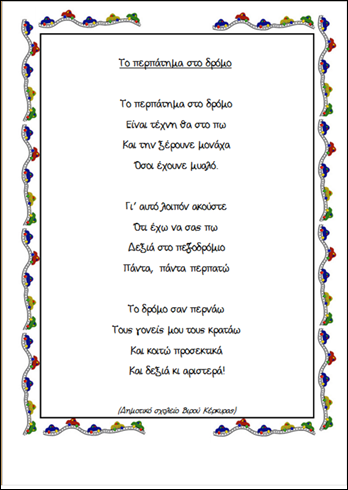 Το περπάτημα στο δρόμο
Το περπάτημα στο δρόμο
Είναι τέχνη θα στο πω
Και την ξέρουνε μονάχα
Όσοι έχουνε μυαλό.
Γι’ αυτό λοιπόν ακούστε
Ότι έχω να σας πω
Δεξιά στο πεζοδρόμιο
Πάντα, πάντα περπατώ
Το δρόμο σαν περνάω
Τους γονείς μου τους κρατάω
Και κοιτώ προσεκτικά
Και δεξιά κι αριστερά!
(Δημοτικό σχολείο Βιρού Κέρκυρας)